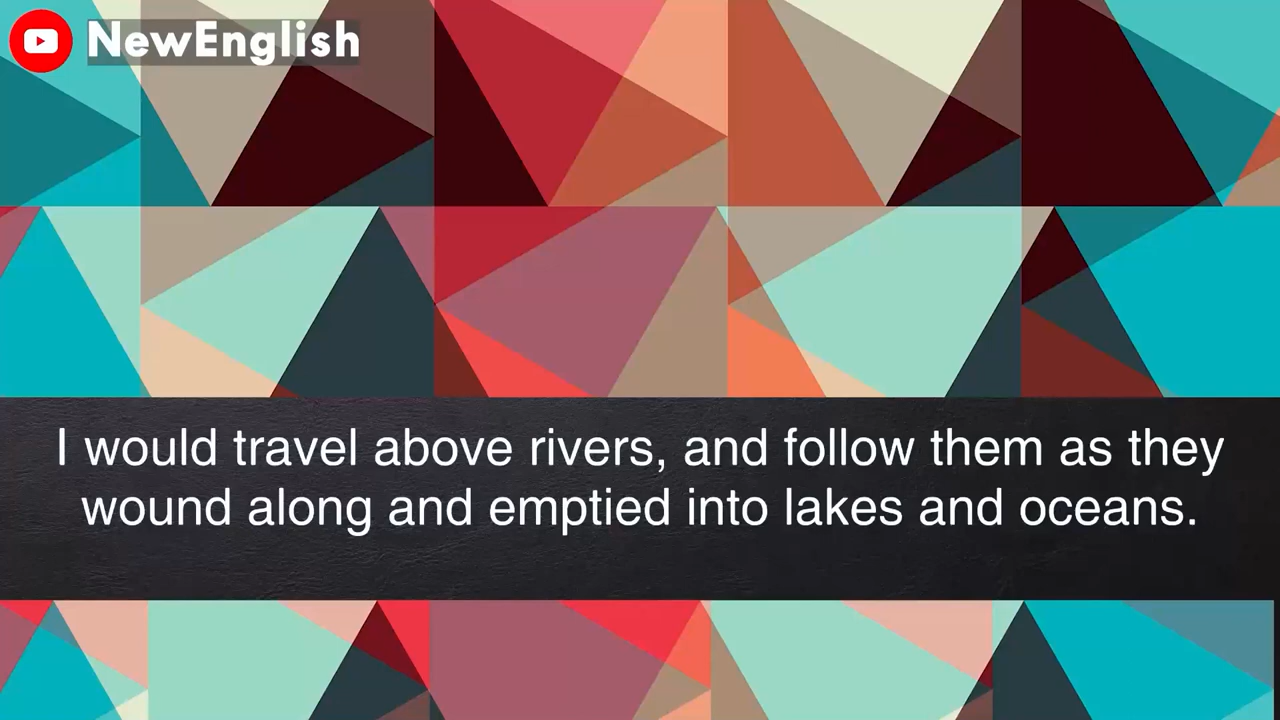 NewEnglish
I would travel above rivers, and follow them as they
wound along and emptied into lakes and oceans.